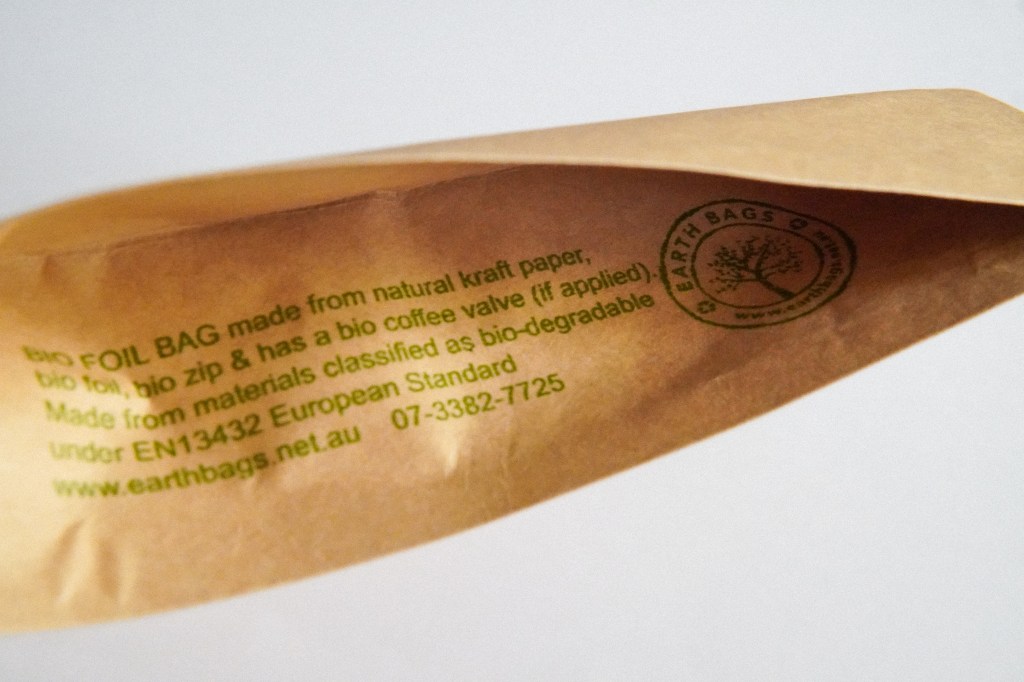 BIO FOIL BAG made from natural kraft paper,
bio foil, bio zip & has a bio coffee valve (if applied).
Made from materials classified as bio-degradable
under EN13432 European Standard
www.earthbags.net.au 07-3382-7725
EARTH BAGS